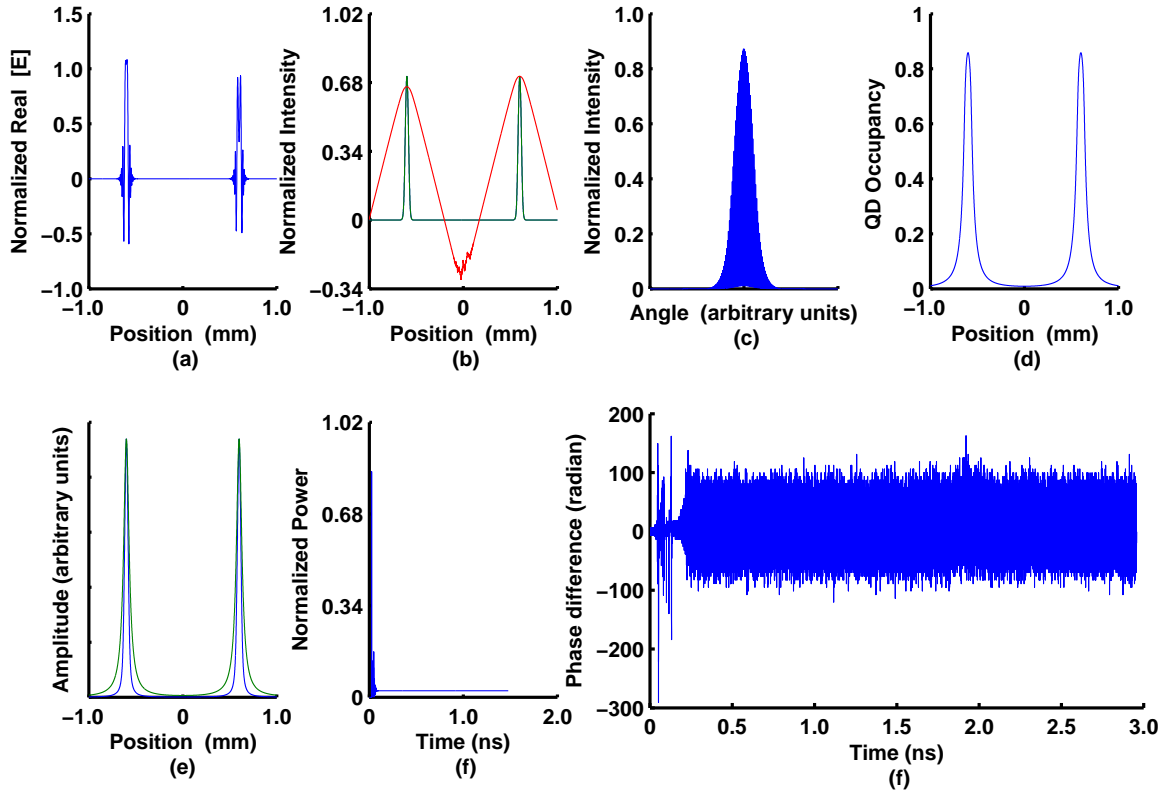 1.5
1.0
0.5
0
−0.5
−1.0
Normalized Real [E]
−1.0 0 1.0
Position (mm)
(a)
1.02
0.68
0.34
0
−0.34
Normalized Intensity
−1.0 0 1.0
Position (mm)
(b)
1.0
0.8
0.6
0.4
0.2
0
Normalized Intensity
Angle (arbitrary units)
(c)
1
0.8
0.6
0.4
0.2
0
QD Occupancy
−1.0 0 1.0
Position (mm)
(d)
Amplitude (arbitrary units)
−1.0 0 1.0
Position (mm)
(e)
1.02
0.68
0.34
0
Normalized Power
0 1.0 2.0
Time (ns)
(f)
200
100
0
−100
−200
−300
Phase difference (radian)
0 0.5 1.0 1.5 2.0 2.5 3.0
Time (ns)
(f)